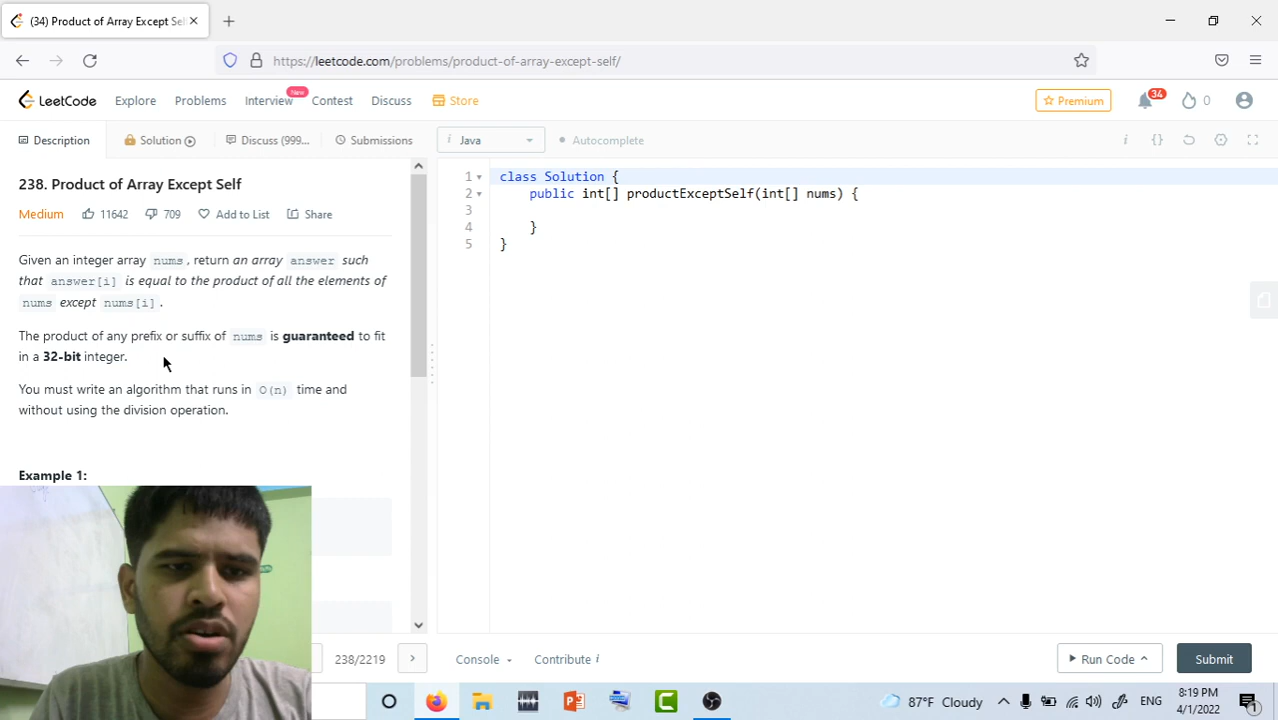 (34) Product of Array Except Sel
https://leetcode.com/problems/product-of-array-except-self/
LeetCode Explore Problems Interview New Contest Discuss Store Premium 34 0
Description Solution Discuss (999... Submissions i Java Autocomplete
238. Product of Array Except Self
Medium 11642 709 Add to List Share
Given an integer array nums, return an array answer such
that answer[i] is equal to the product of all the elements of
nums except nums[i].
The product of any prefix or suffix of nums is guaranteed to fit
in a 32-bit integer.
You must write an algorithm that runs in O(n) time and
without using the division operation.
Example 1:
1 class Solution {
2 public int[] productExceptSelf(int[] nums) {
3
4 }
5 }
238/2219 Console Contribute i Run Code Submit
87°F Cloudy ENG 8:19 PM
4/1/2022 1